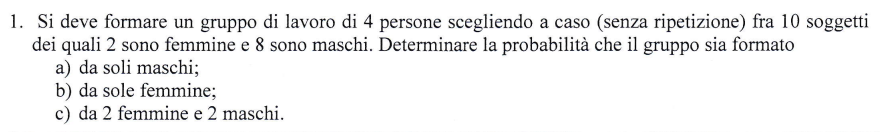 1. Si deve formare un gruppo di lavoro di 4 persone scegliendo a caso (senza ripetizione) fra 10 soggetti
dei quali 2 sono femmine e 8 sono maschi. Determinare la probabilità che il gruppo sia formato
a) da soli maschi;
b) da sole femmine;
c) da 2 femmine e 2 maschi.